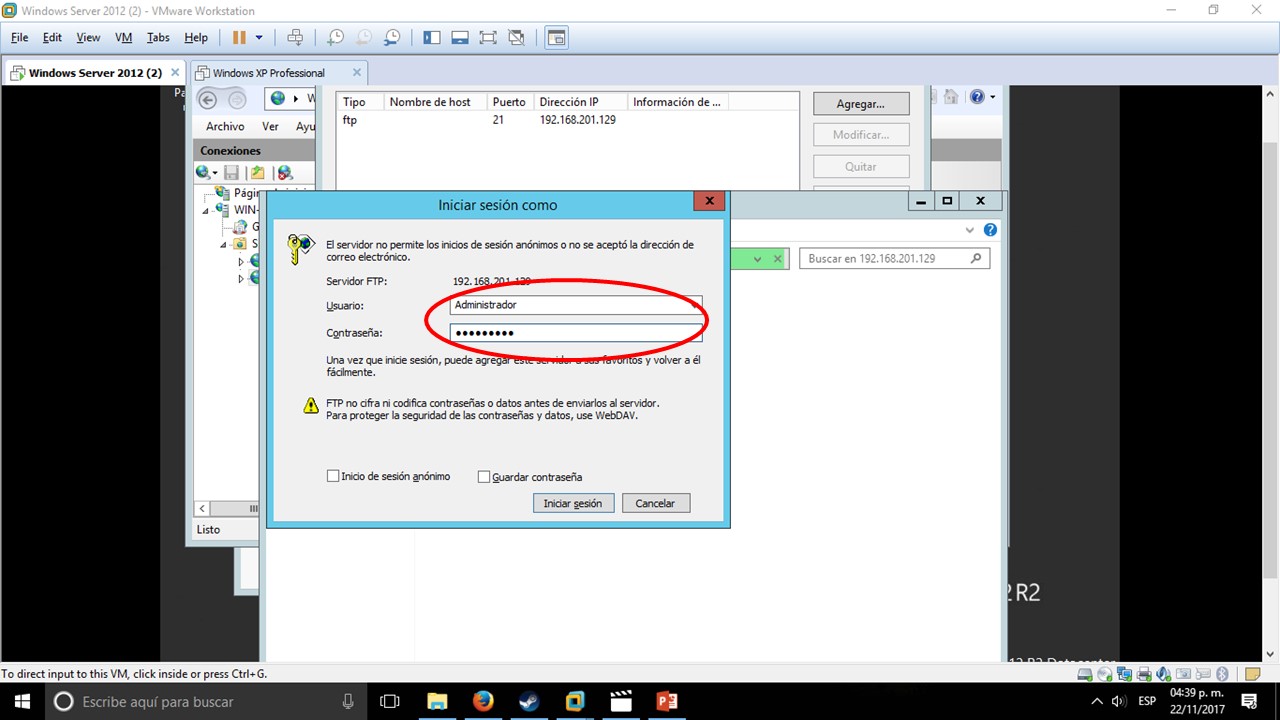 Windows Server 2012 (2) - VMware Workstation
File Edit View VM Tabs Help
Windows Server 2012 (2) Windows XP Professional
Archivo Ver Ayu
Conexiones
Págin
WIN-
Listo
Tipo Nombre de host Puerto Dirección IP Información de ...
ftp 21 192.168.201.129
Agregar...
Modificar...
Quitar
Buscar en 192.168.201.129
Iniciar sesión como
El servidor no permite los inicios de sesión anónimos o no se aceptó la dirección de
correo electrónico.
Servidor FTP: 192.168.201.129
Usuario: Administrador
Contraseña: •••••••••
Una vez que inicie sesión, puede agregar este servidor a sus favoritos y volver a él
fácilmente.
FTP no cifra ni codifica contraseñas o datos antes de enviarlos al servidor.
Para proteger la seguridad de las contraseñas y datos, use WebDAV.
Inicio de sesión anónimo Guardar contraseña
Iniciar sesión Cancelar
2 R2
12 R2 Datacenter
To direct input to this VM, click inside or press Ctrl+G.
Escribe aquí para buscar
ESP
04:39 p. m.
22/11/2017